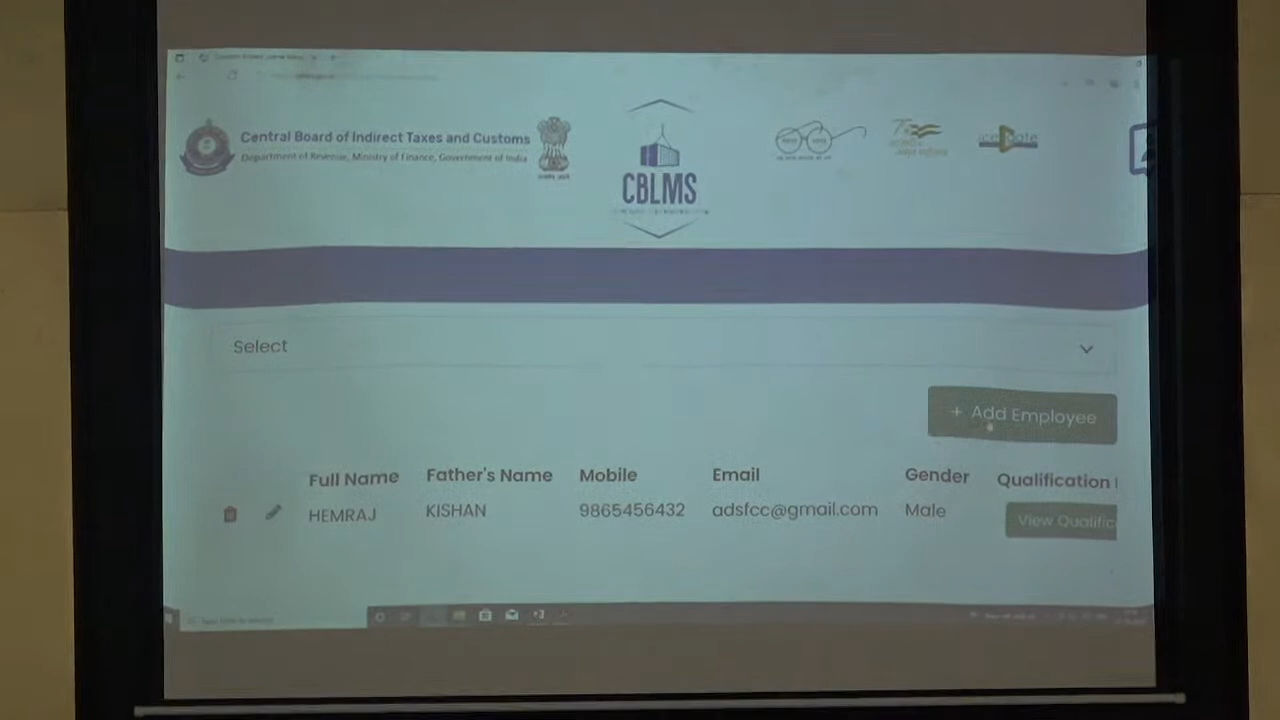 Central Board of Indirect Taxes and Customs
Department of Revenue, Ministry of Finance, Government of India
CBLMS
Select
+ Add Employee
Full Name Father's Name Mobile Email Gender Qualification
HEMRAJ KISHAN 9865456432 adsfcc@gmail.com Male View Qualific